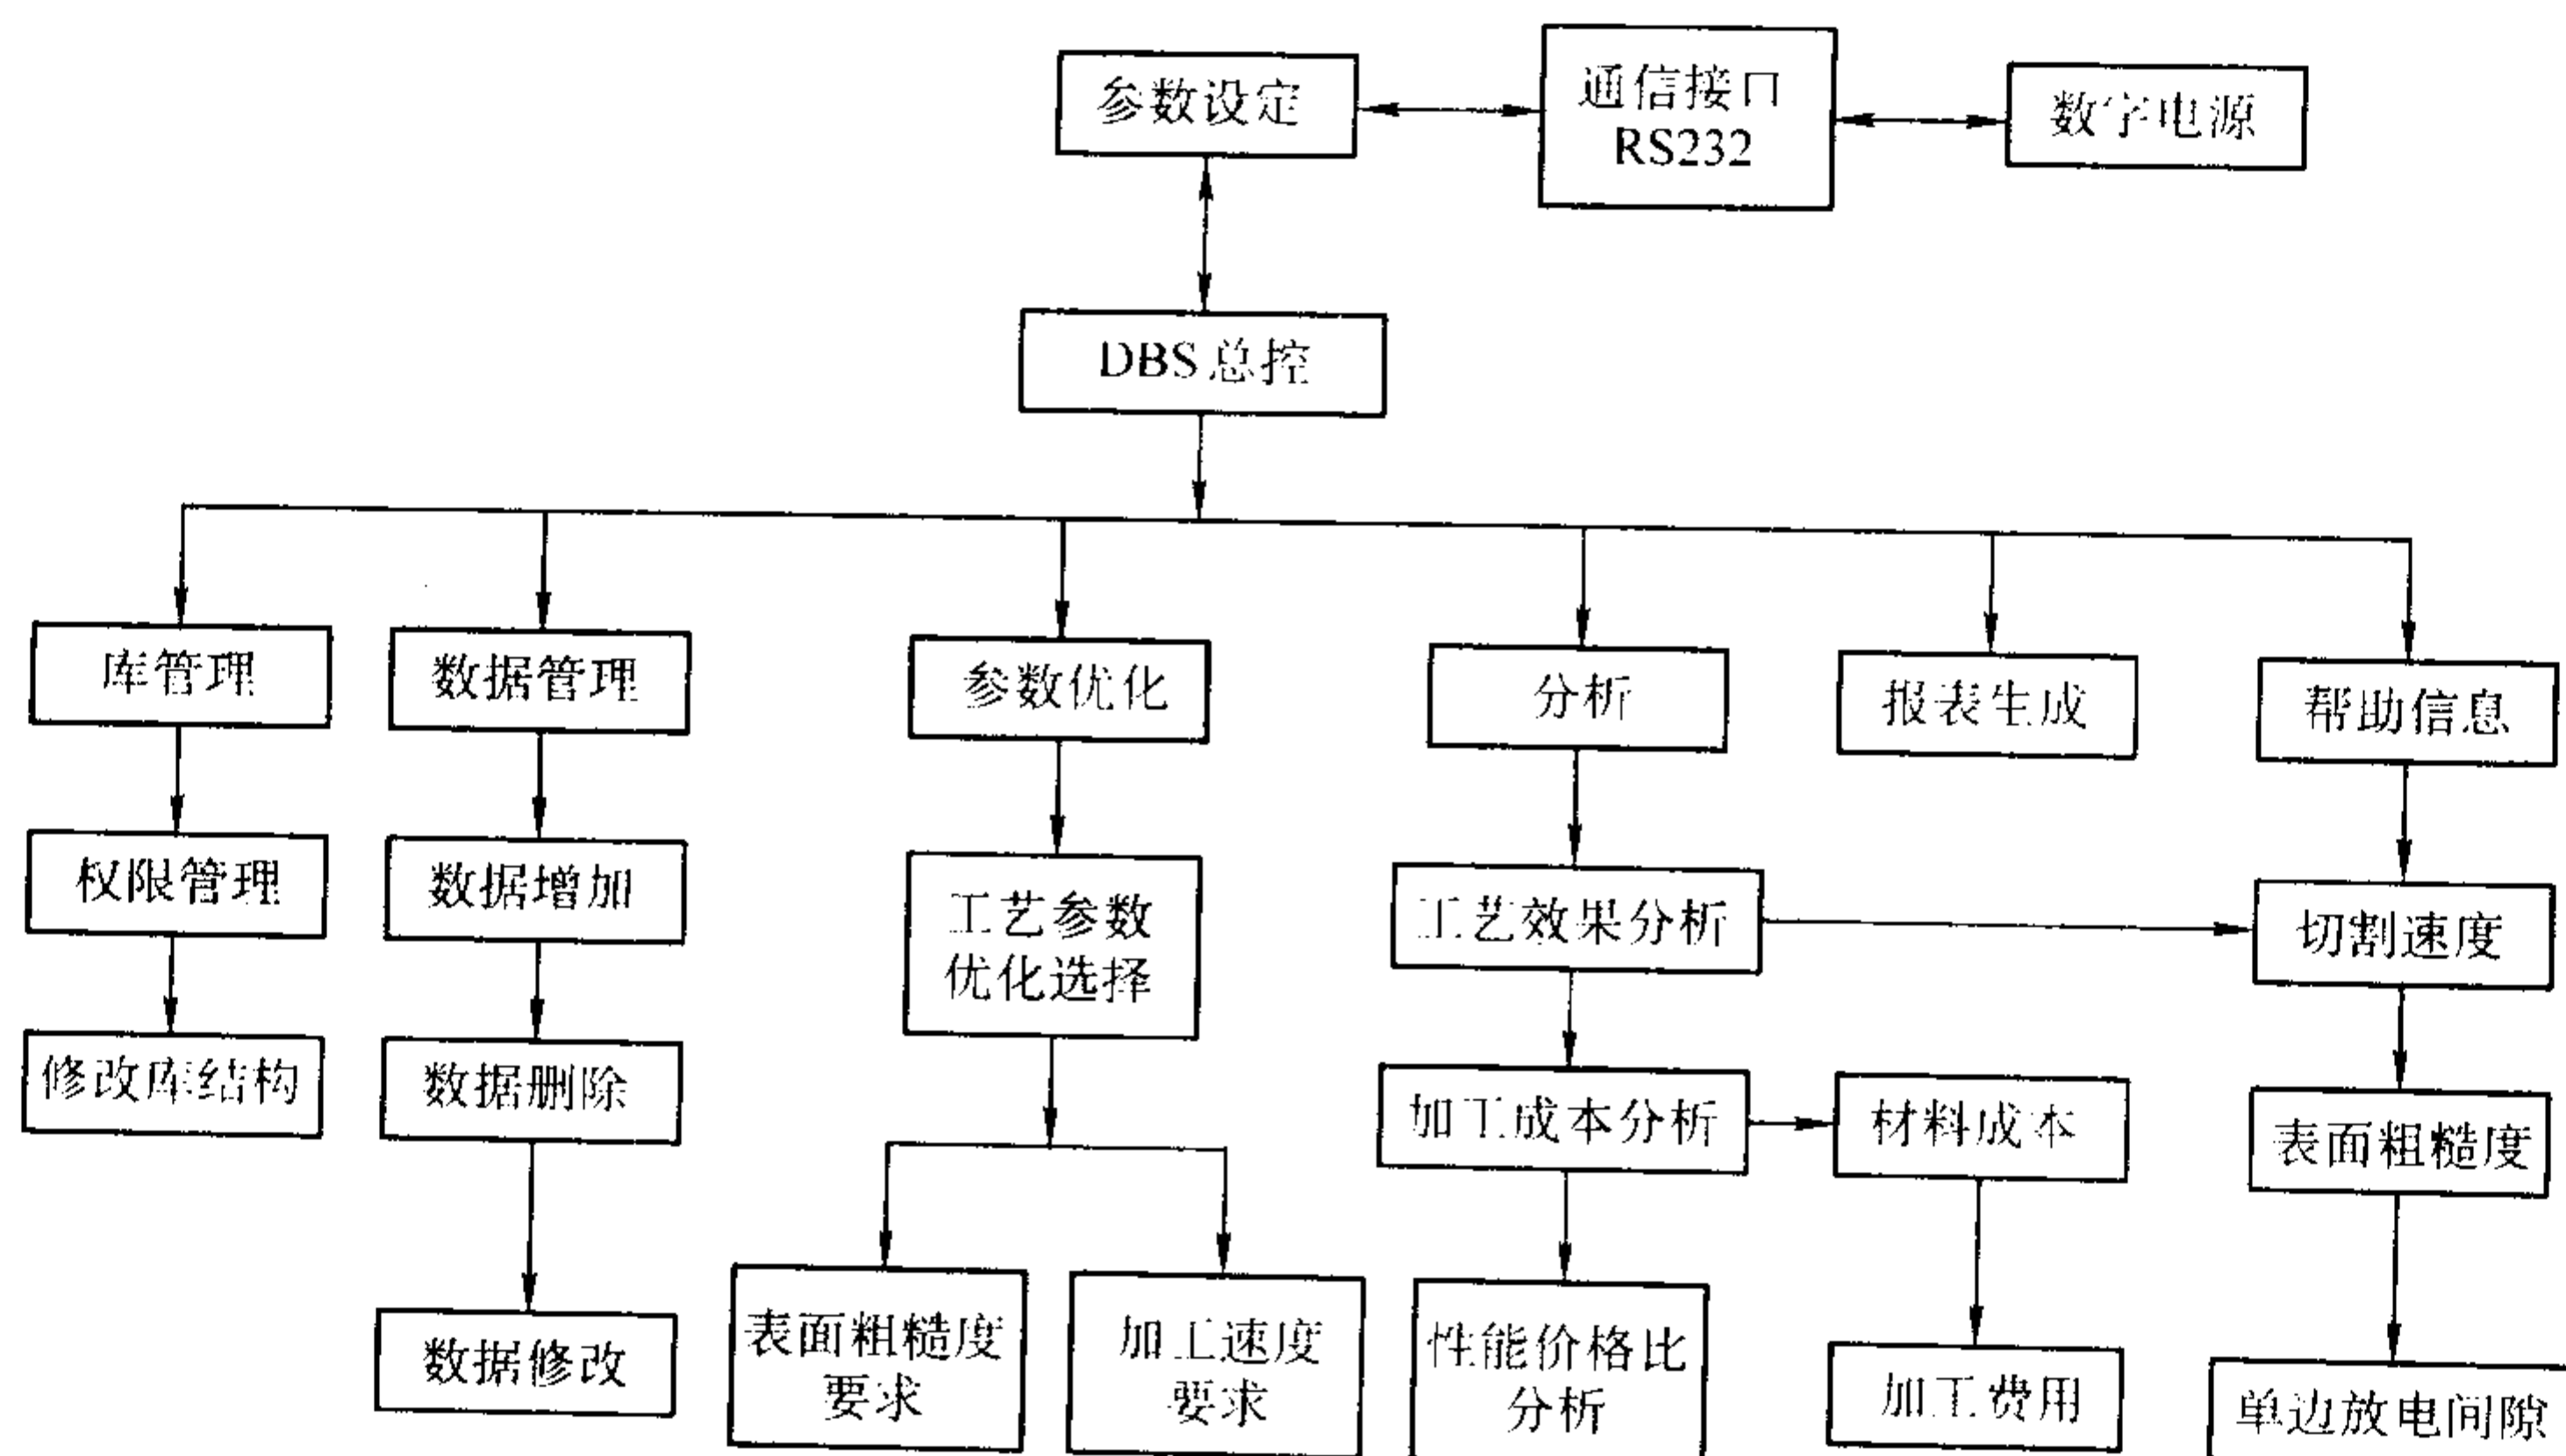 参数设定
通信接口
RS232
数字电源
DBS总控
库管理
数据管理
参数优化
分析
报表生成
帮助信息
权限管理
数据增加
工艺参数
优化选择
工艺效果分析
切割速度
修改库结构
数据删除
加工成本分析
材料成本
表面粗糙度
数据修改
表面粗糙度
要求
加工速度
要求
性能价格比
分析
加工费用
单边放电间隙